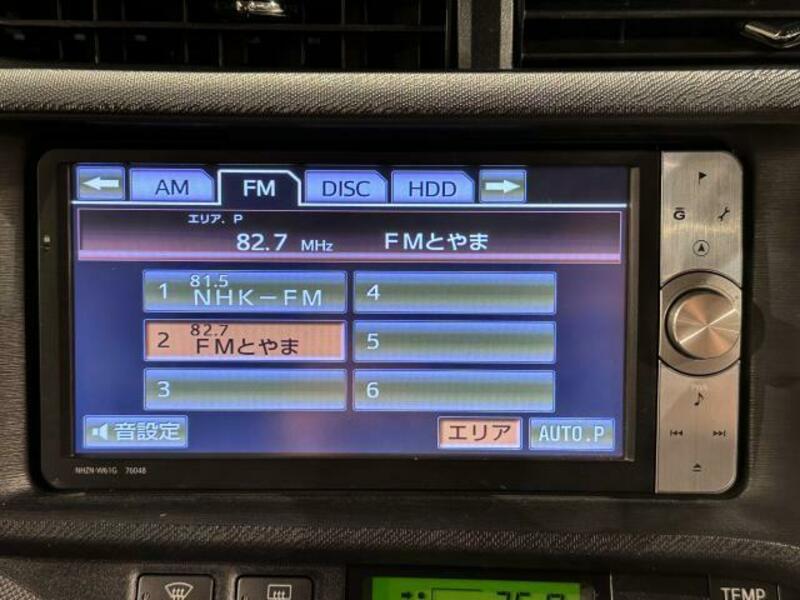 AM FM DISC HDD
エリア. P
82.7 MHz FMとやま
1 81.5 NHK-FM
4
2 82.7 FMとやま
5
3
6
音設定 エリア AUTO.P
PWR
NHZN-W61G 76048
TEMP